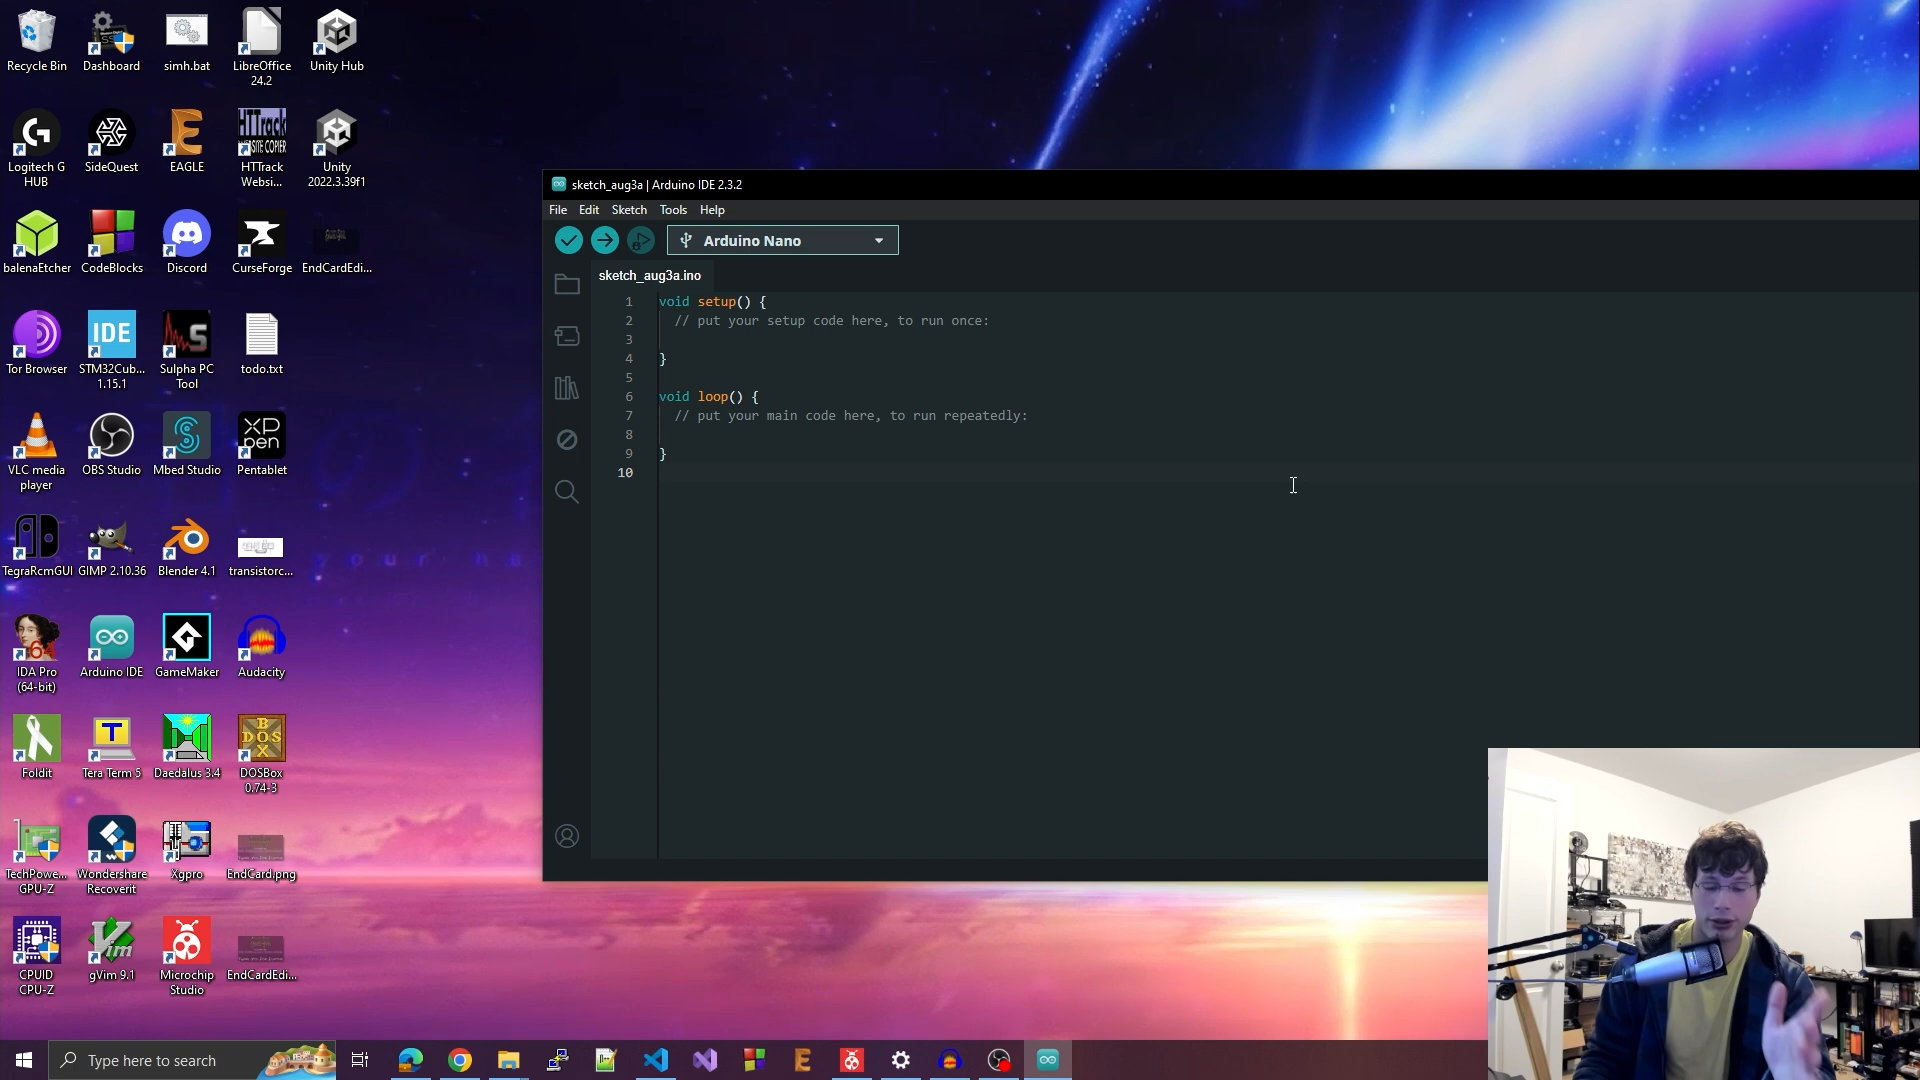 Recycle Bin
Dashboard
simh.bat
LibreOffice
24.2
Unity Hub
Logitech G
HUB
SideQuest
EAGLE
HTTrack
WEBSITE COPIER
HTTrack
Websi...
Unity
2022.3.39f1
balenaEtcher
CodeBlocks
Discord
CurseForge
EndCardEdi...
Tor Browser
IDE
STM32Cub...
1.15.1
Sulpha PC
Tool
todo.txt
VLC media
player
OBS Studio
Mbed Studio
XP
pen
Pentablet
TegraRcmGUI
GIMP 2.10.36
Blender 4.1
transistorc...
IDA Pro
(64-bit)
Arduino IDE
GameMaker
Audacity
Foldit
T
Tera Term 5
Daedalus 3.4
DOSBox
0.74-3
TechPowe...
GPU-Z
Wondershare
Recoverit
Xgpro
EndCard.png
CPUID
CPU-Z
Vim
gVim 9.1
Microchip
Studio
EndCardEdi...
sketch_aug3a | Arduino IDE 2.3.2
File Edit Sketch Tools Help
Arduino Nano
sketch_aug3a.ino
1 void setup() {
2 // put your setup code here, to run once:
3
4 }
5
6 void loop() {
7 // put your main code here, to run repeatedly:
8
9 }
10
Type here to search